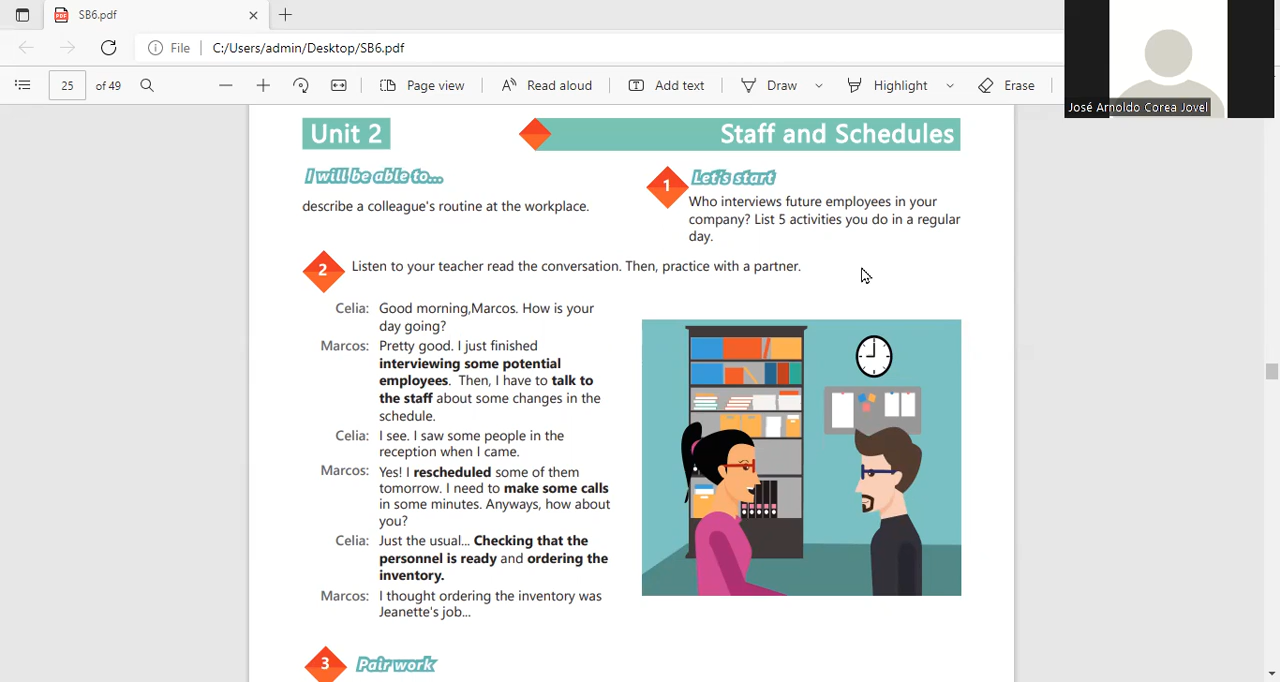 SB6.pdf
File C:/Users/admin/Desktop/SB6.pdf
25 of 49 Page view Read aloud Add text Draw Highlight Erase
José Arnoldo Corea Jovel
Unit 2 Staff and Schedules
I will be able to...
describe a colleague's routine at the workplace.
1 Let's start
Who interviews future employees in your
company? List 5 activities you do in a regular
day.
2 Listen to your teacher read the conversation. Then, practice with a partner.
Celia: Good morning,Marcos. How is your
day going?
Marcos: Pretty good. I just finished
interviewing some potential
employees. Then, I have to talk to
the staff about some changes in the
schedule.
Celia: I see. I saw some people in the
reception when I came.
Marcos: Yes! I rescheduled some of them
tomorrow. I need to make some calls
in some minutes. Anyways, how about
you?
Celia: Just the usual... Checking that the
personnel is ready and ordering the
inventory.
Marcos: I thought ordering the inventory was
Jeanette's job...
3 Pair work